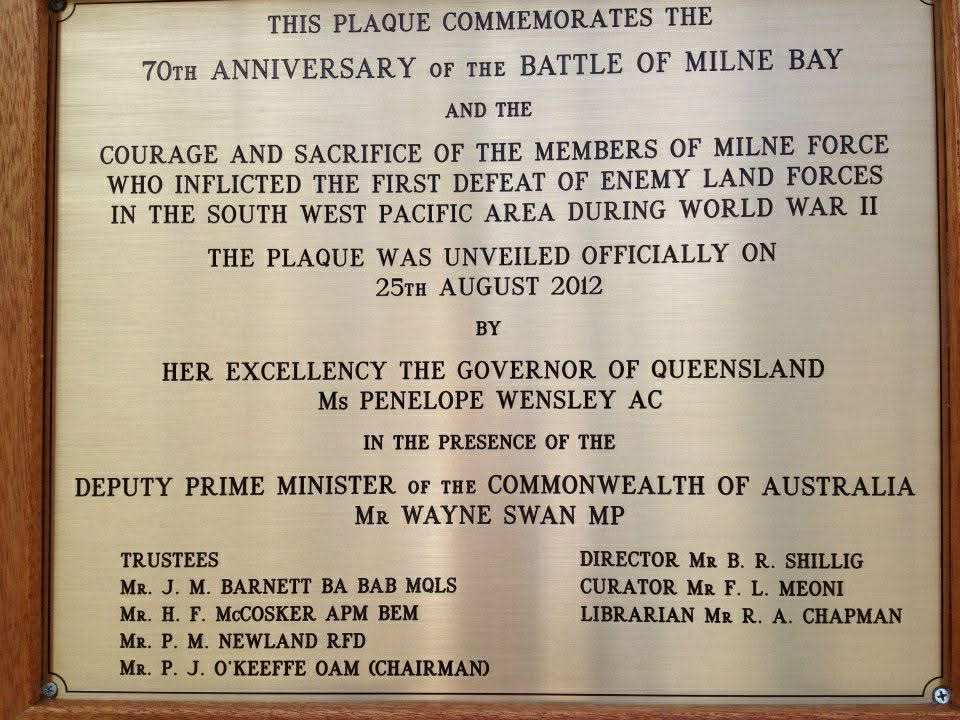 THIS PLAQUE COMMEMORATES THE
70TH ANNIVERSARY OF THE BATTLE OF MILNE BAY
AND THE
COURAGE AND SACRIFICE OF THE MEMBERS OF MILNE FORCE
WHO INFLICTED THE FIRST DEFEAT OF ENEMY LAND FORCES
IN THE SOUTH WEST PACIFIC AREA DURING WORLD WAR II
THE PLAQUE WAS UNVEILED OFFICIALLY ON
25TH AUGUST 2012
BY
HER EXCELLENCY THE GOVERNOR OF QUEENSLAND
Ms PENELOPE WENSLEY AC
IN THE PRESENCE OF THE
DEPUTY PRIME MINISTER OF THE COMMONWEALTH OF AUSTRALIA
MR WAYNE SWAN MP
TRUSTEES
MR. J. M. BARNETT BA BAB MQLS
MR. H. F. McCOSKER APM BEM
MR. P. M. NEWLAND RFD
MR. P. J. O'KEEFFE OAM (CHAIRMAN)
DIRECTOR MR B. R. SHILLIG
CURATOR MR F. L. MEONI
LIBRARIAN MR R. A. CHAPMAN